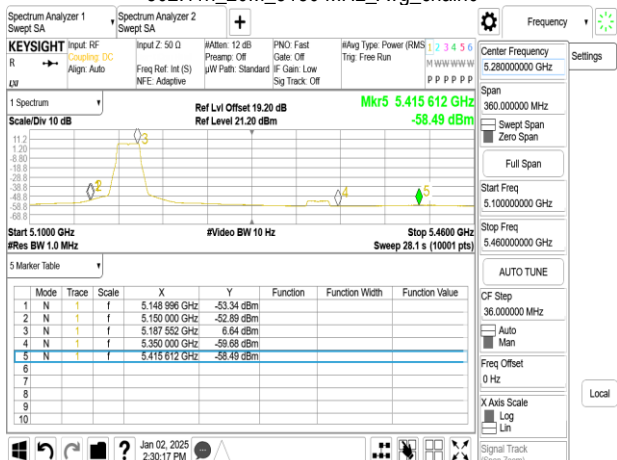 Spectrum Analyzer 1
Swept SA
Spectrum Analyzer 2
Swept SA
+
Frequency
KEYSIGHT
R
LXI
Input: RF
Coupling: DC
Align: Auto
Input Z: 50 Ω
Freq Ref: Int (S)
NFE: Adaptive
#Atten: 12 dB
Preamp: Off
µW Path: Standard
PNO: Fast
Gate: Off
IF Gain: Low
Sig Track: Off
#Avg Type: Power (RMS
Trig: Free Run
1 2 3 4 5 6
M W W W W W
P P P P P P
1 Spectrum
Scale/Div 10 dB
Ref Lvl Offset 19.20 dB
Ref Level 21.20 dBm
Mkr5 5.415 612 GHz
-58.49 dBm
11.2
1.20
-8.80
-18.8
-28.8
-38.8
-48.8
-58.8
-68.8
2
3
4
5
Start 5.1000 GHz
#Res BW 1.0 MHz
#Video BW 10 Hz
Stop 5.4600 GHz
Sweep 28.1 s (10001 pts)
5 Marker Table
Mode Trace Scale X Y Function Function Width Function Value
1 N 1 f 5.148 996 GHz -53.34 dBm
2 N 1 f 5.150 000 GHz -52.89 dBm
3 N 1 f 5.187 552 GHz 6.64 dBm
4 N 1 f 5.350 000 GHz -59.68 dBm
5 N 1 f 5.415 612 GHz -58.49 dBm
6
7
8
9
10
Center Frequency
5.280000000 GHz
Settings
Span
360.000000 MHz
Swept Span
Zero Span
Full Span
Start Freq
5.100000000 GHz
Stop Freq
5.460000000 GHz
AUTO TUNE
CF Step
36.000000 MHz
Auto
Man
Freq Offset
0 Hz
Local
X Axis Scale
Log
Lin
Signal Track
?
Jan 02, 2025
2:30:17 PM